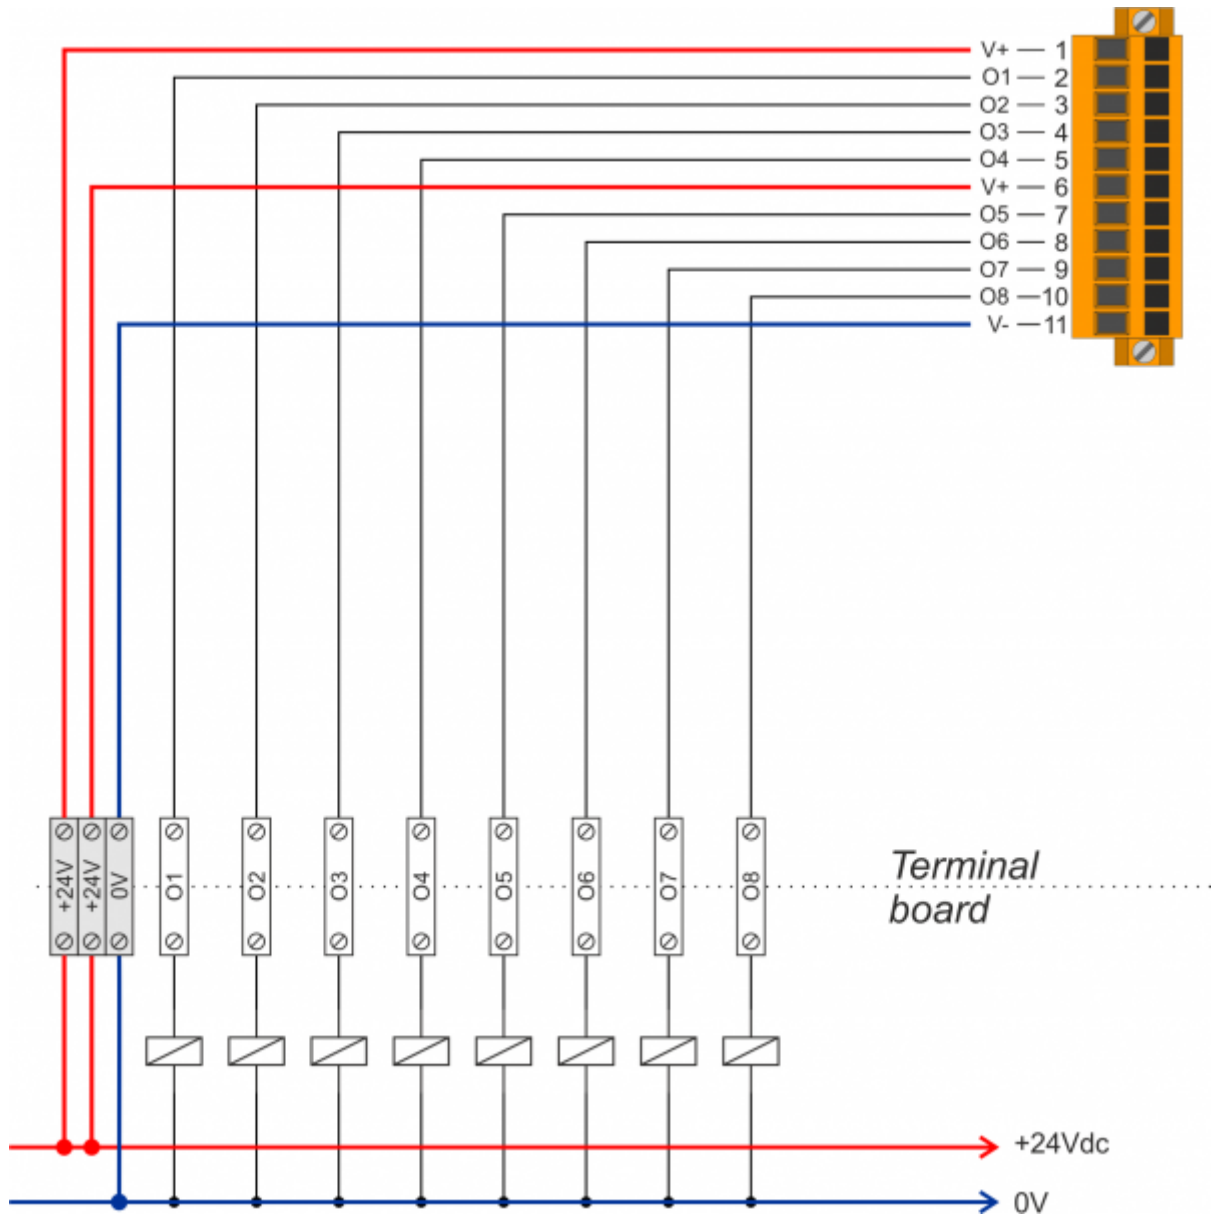 V+ — 1
O1 — 2
O2 — 3
O3 — 4
O4 — 5
V+ — 6
O5 — 7
O6 — 8
O7 — 9
O8 — 10
V- — 11
+24V
+24V
0V
O1
O2
O3
O4
O5
O6
O7
O8
Terminal
board
+24Vdc
0V